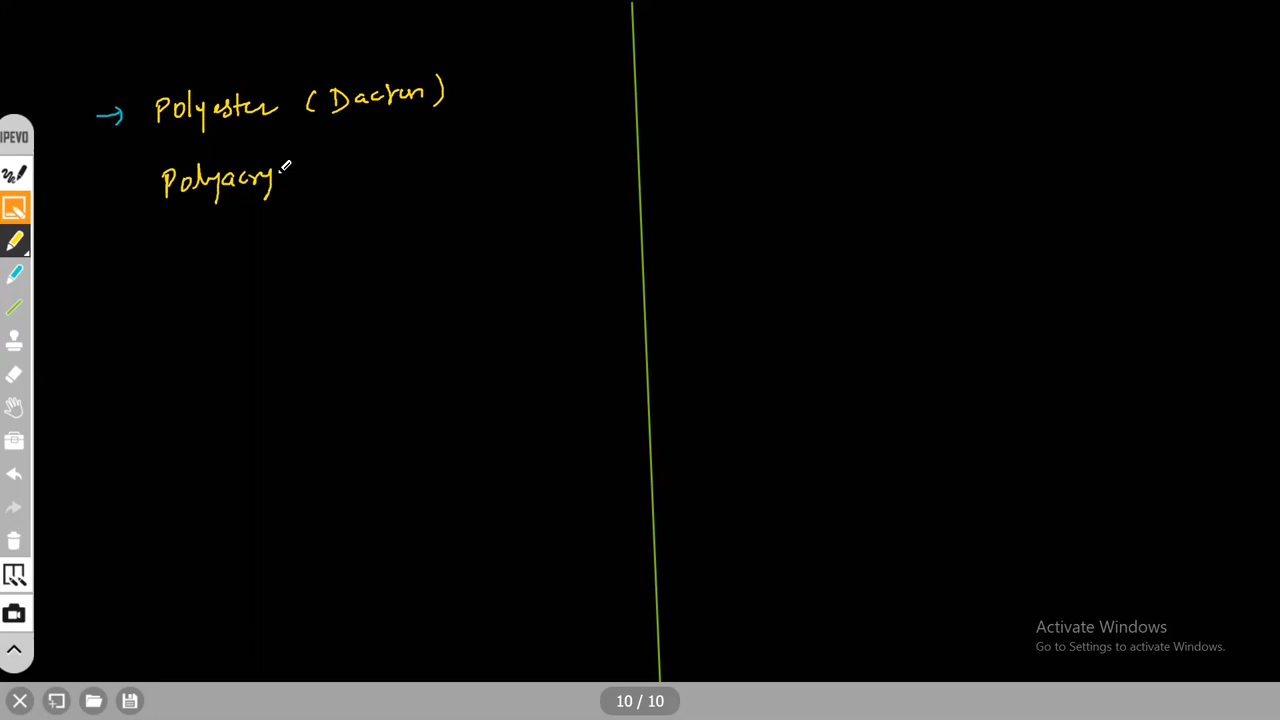 IPEVO
→ Polyester (Dacron)
Polyacry
Activate Windows
Go to Settings to activate Windows.
10 / 10